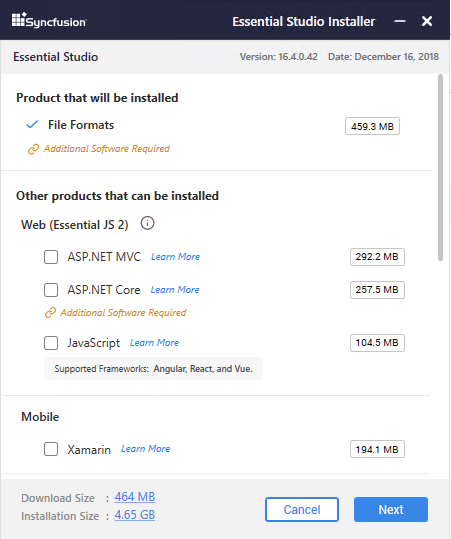 Syncfusion Essential Studio Installer
Essential Studio Version: 16.4.0.42 Date: December 16, 2018
Product that will be installed
File Formats 459.3 MB
Additional Software Required
Other products that can be installed
Web (Essential JS 2)
ASP.NET MVC Learn More 292.2 MB
ASP.NET Core Learn More 257.5 MB
Additional Software Required
JavaScript Learn More 104.5 MB
Supported Frameworks: Angular, React, and Vue.
Mobile
Xamarin Learn More 194.1 MB
Download Size : 464 MB
Installation Size : 4.65 GB
Cancel Next